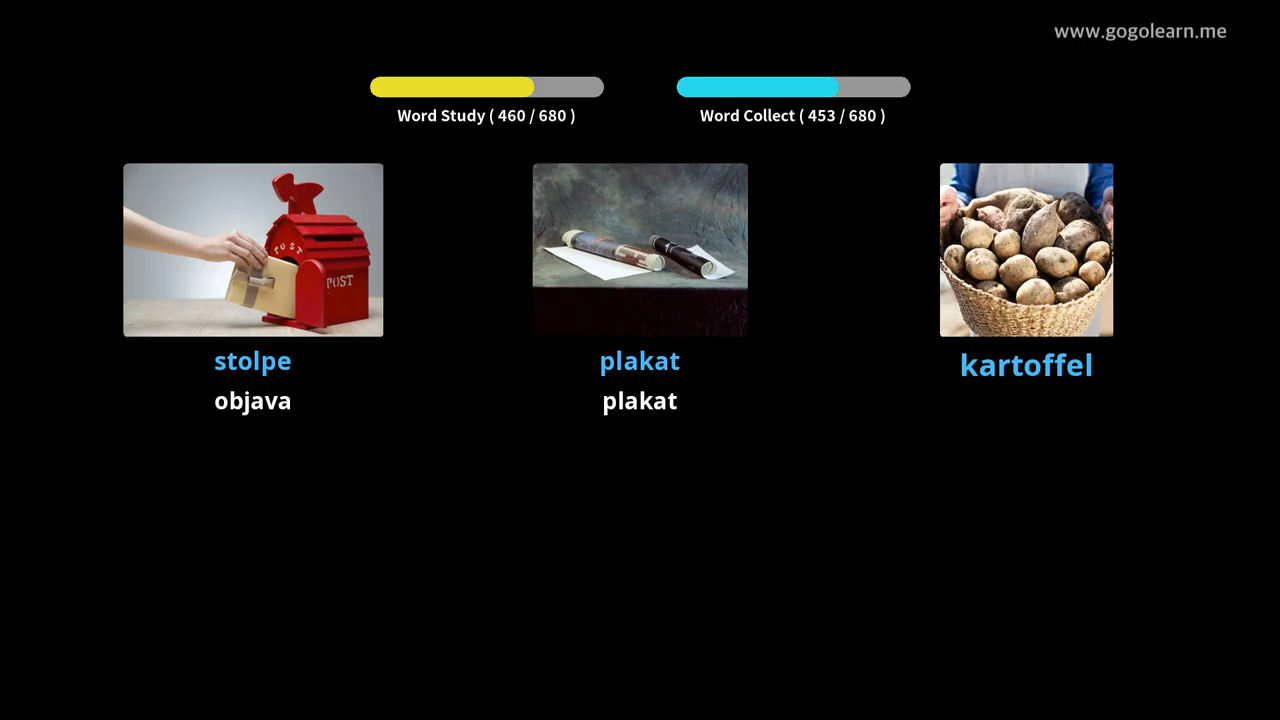 www.gogolearn.me
Word Study ( 460 / 680 )
Word Collect ( 453 / 680 )
POST
POST
stolpe
plakat
kartoffel
objava
plakat